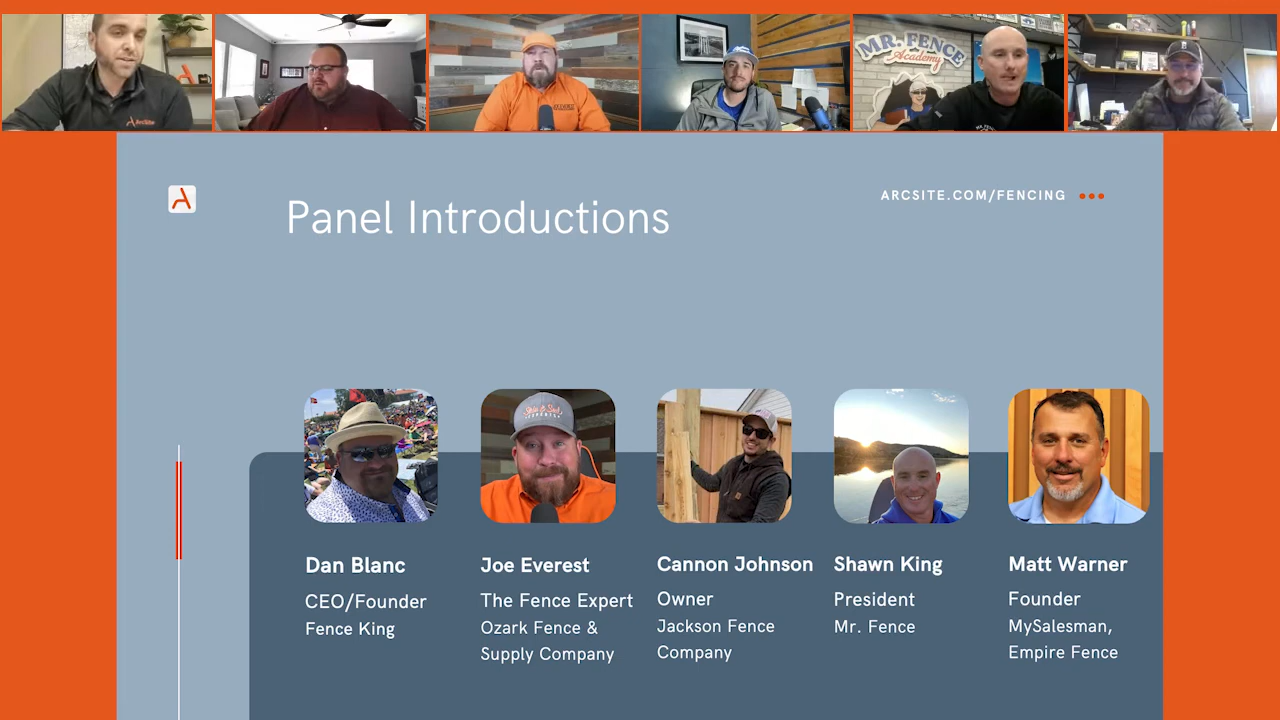 ArcSite
MR. FENCE
Academy
Panel Introductions
ARCSITE.COM/FENCING
Dan Blanc
CEO/Founder
Fence King
Joe Everest
The Fence Expert
Ozark Fence &
Supply Company
Cannon Johnson
Owner
Jackson Fence
Company
Shawn King
President
Mr. Fence
Matt Warner
Founder
MySalesman,
Empire Fence